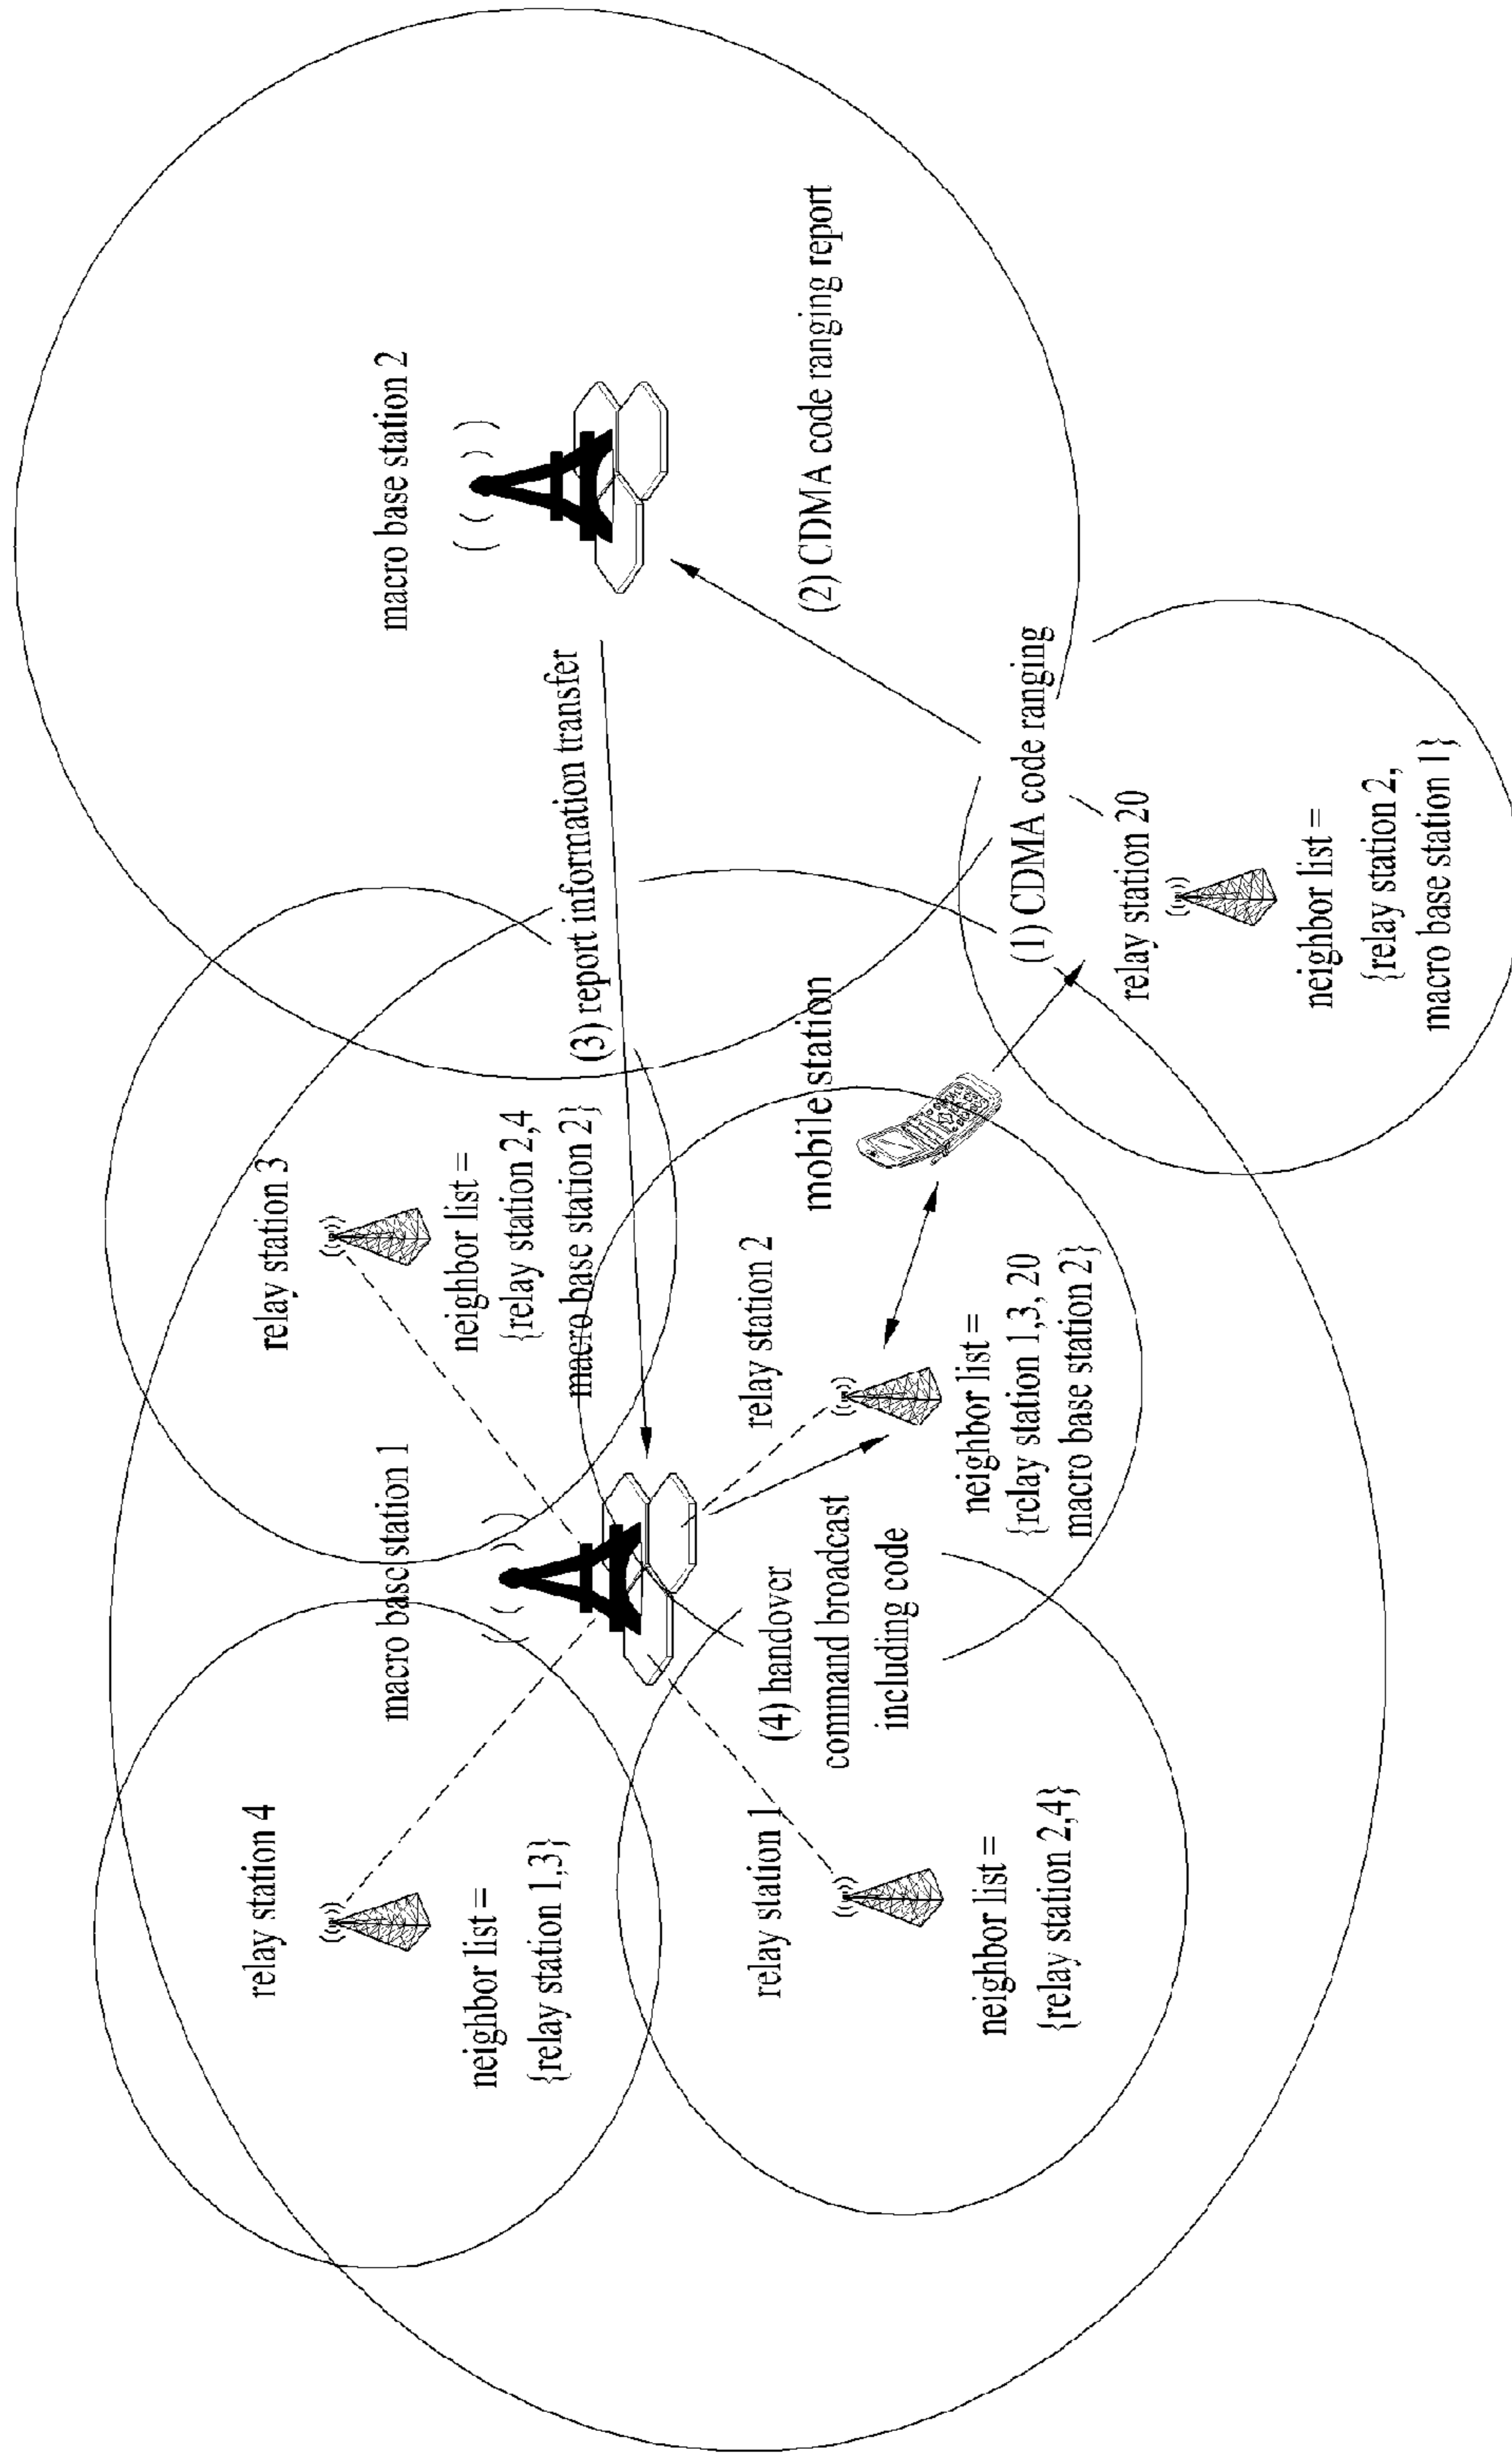 relay station 4
neighbor list =
{relay station 1,3}
macro base station 1
relay station 3
neighbor list =
{relay station 2,4
macro base station 2}
macro base station 2
(3) report information transfer
relay station 1
neighbor list =
{relay station 2,4}
(4) handover
command broadcast
including code
relay station 2
neighbor list =
{relay station 1,3, 20
macro base station 2}
mobile station
(2) CDMA code ranging report
(1) CDMA code ranging
relay station 20
neighbor list =
{relay station 2,
macro base station 1}